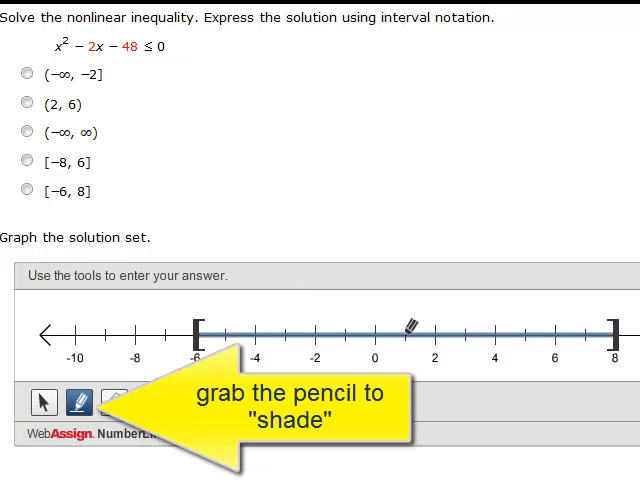 Solve the nonlinear inequality. Express the solution using interval notation.
x² − 2x − 48 ≤ 0
(−∞, −2]
(2, 6)
(−∞, ∞)
[−8, 6]
[−6, 8]
Graph the solution set.
Use the tools to enter your answer.
-10 -8 -6 -4 -2 0 2 4 6 8
grab the pencil to
"shade"
WebAssign. NumberLin